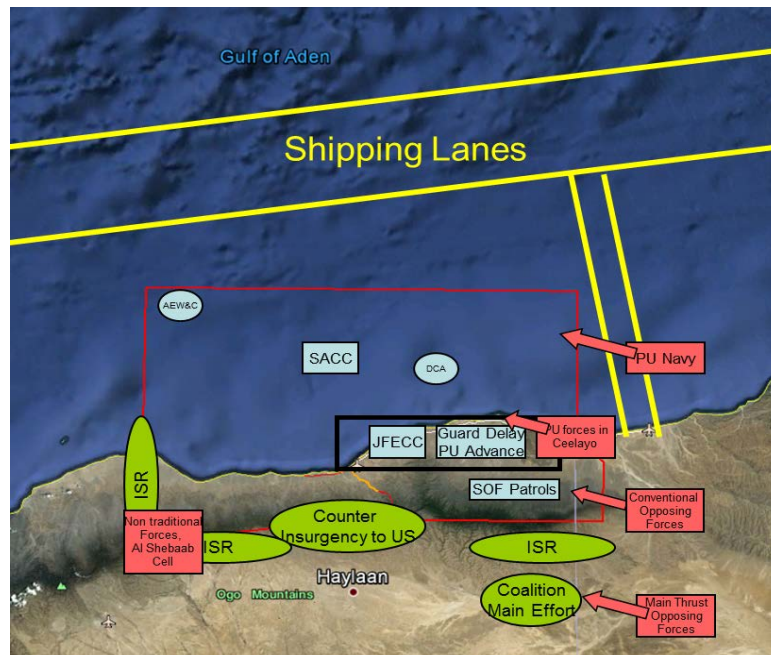 Gulf of Aden
Shipping Lanes
AEW&C
SACC
DCA
PU Navy
JFECC
Guard Delay
PU Advance
PU forces in
Ceelayo
ISR
SOF Patrols
Conventional
Opposing
Forces
Non traditional
Forces,
Al Shebaab
Cell
ISR
Counter
Insurgency to US
ISR
Haylaan
Ogo Mountains
Coalition
Main Effort
Main Thrust
Opposing
Forces